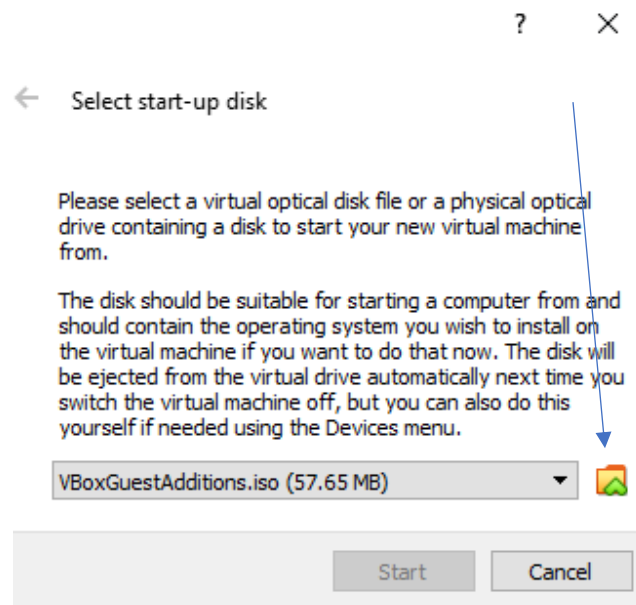 ?
Select start-up disk
Please select a virtual optical disk file or a physical optical
drive containing a disk to start your new virtual machine
from.
The disk should be suitable for starting a computer from and
should contain the operating system you wish to install on
the virtual machine if you want to do that now. The disk will
be ejected from the virtual drive automatically next time you
switch the virtual machine off, but you can also do this
yourself if needed using the Devices menu.
VBoxGuestAdditions.iso (57.65 MB)
Start Cancel